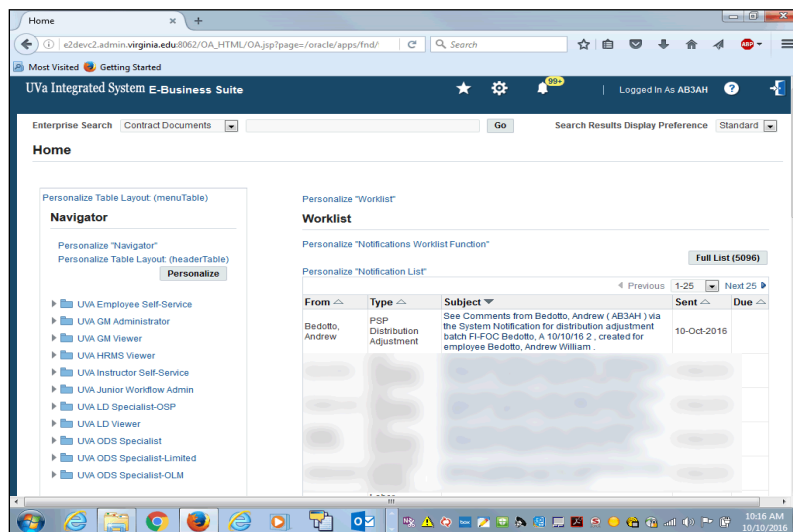 Home
e2devc2.admin.virginia.edu:8062/OA_HTML/OA.jsp?page=/oracle/apps/fnd/
Search
ABP
Most Visited Getting Started
UVa Integrated System E-Business Suite
99+
Logged In As AB3AH
Enterprise Search Contract Documents Go Search Results Display Preference Standard
Home
Personalize Table Layout: (menuTable)
Navigator
Personalize "Navigator"
Personalize Table Layout: (headerTable)
Personalize
UVA Employee Self-Service
UVA GM Administrator
UVA GM Viewer
UVA HRMS Viewer
UVA Instructor Self-Service
UVA Junior Workflow Admin
UVA LD Specialist-OSP
UVA LD Viewer
UVA ODS Specialist
UVA ODS Specialist-Limited
UVA ODS Specialist-OLM
Personalize "Worklist"
Worklist
Personalize "Notifications Worklist Function"
Full List (5096)
Personalize "Notification List"
Previous 1-25 Next 25
From Type Subject Sent Due
Bedotto, Andrew
PSP Distribution Adjustment
See Comments from Bedotto, Andrew ( AB3AH ) via
the System Notification for distribution adjustment
batch FI-FOC Bedotto, A 10/10/16 2 , created for
employee Bedotto, Andrew William .
10-Oct-2016
10:16 AM
10/10/2016